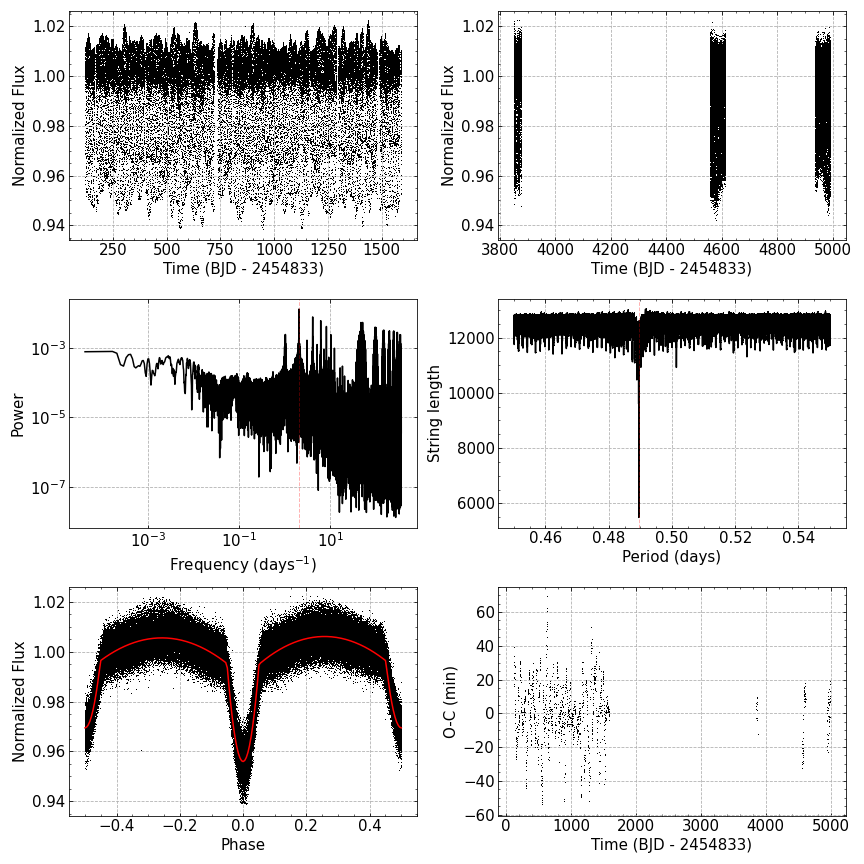 1.02
1.00
0.98
0.96
0.94
Normalized Flux
250 500 750 1000 1250 1500
Time (BJD - 2454833)
1.02
1.00
0.98
0.96
0.94
Normalized Flux
3800 4000 4200 4400 4600 4800 5000
Time (BJD - 2454833)
10⁻³
10⁻⁵
10⁻⁷
Power
10⁻³ 10⁻¹ 10¹
Frequency (days⁻¹)
12000
10000
8000
6000
String length
0.46 0.48 0.50 0.52 0.54
Period (days)
1.02
1.00
0.98
0.96
0.94
Normalized Flux
−0.4 −0.2 0.0 0.2 0.4
Phase
60
40
20
0
−20
−40
−60
O-C (min)
0 1000 2000 3000 4000 5000
Time (BJD - 2454833)